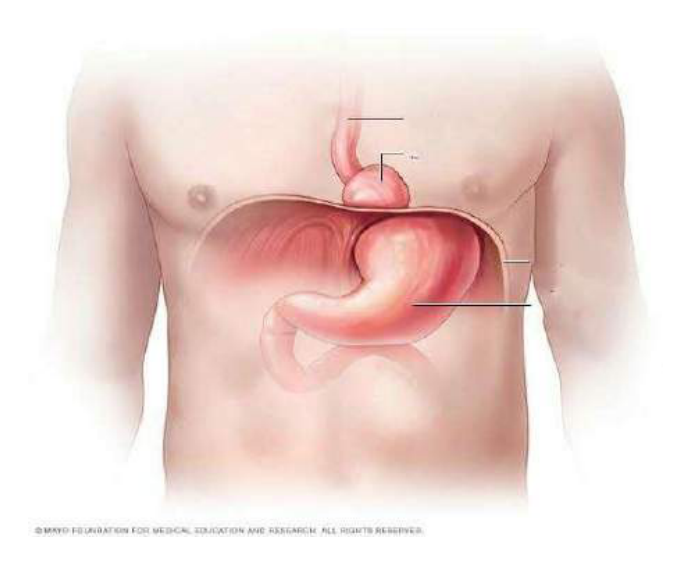 © MAYO FOUNDATION FOR MEDICAL EDUCATION AND RESEARCH. ALL RIGHTS RESERVED.